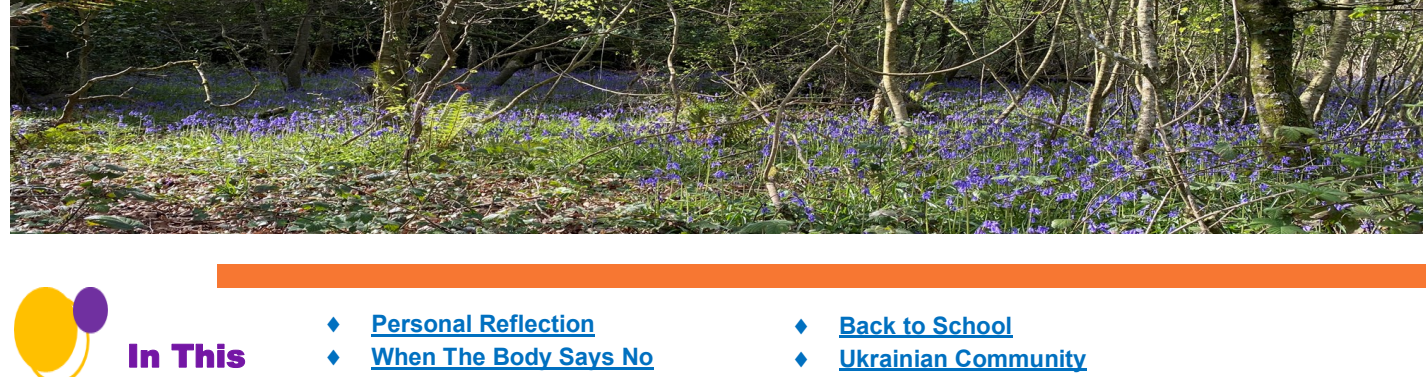 In This
♦ Personal Reflection
♦ When The Body Says No
♦ Back to School
♦ Ukrainian Community